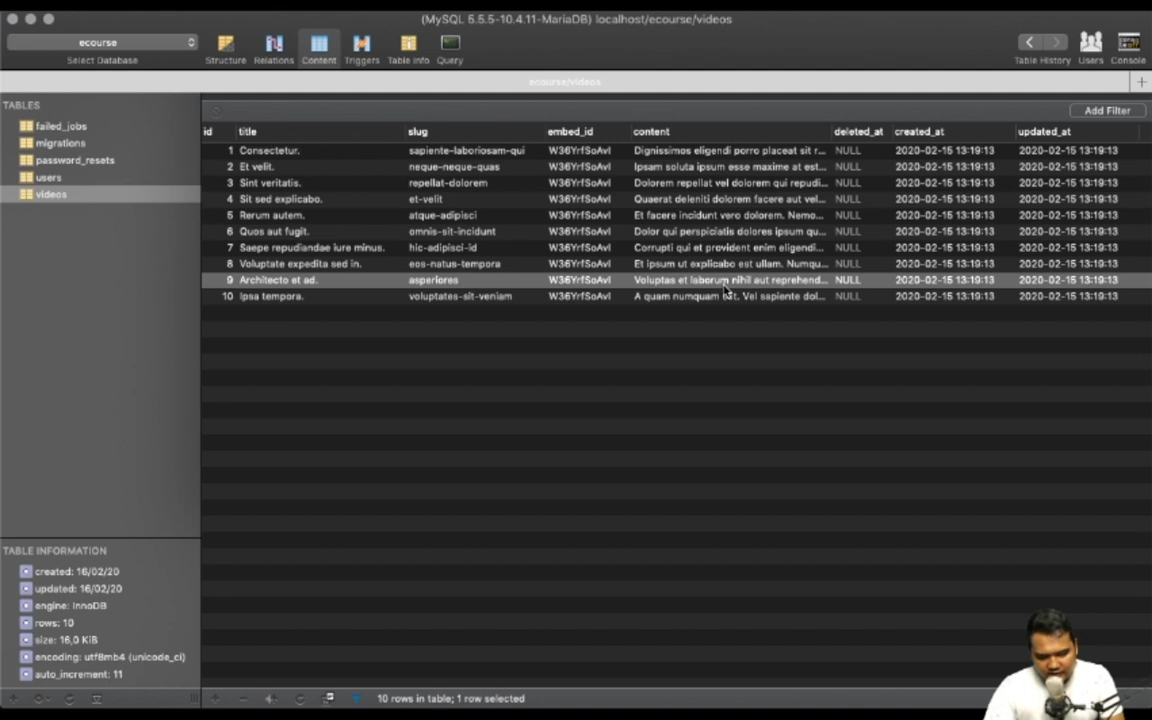 (MySQL 5.5.5-10.4.11-MariaDB) localhost/ecourse/videos
ecourse
Select Database
Structure
Relations
Content
Triggers
Table Info
Query
Table History
Users
Console
ecourse/videos
TABLES
failed_jobs
migrations
password_resets
users
videos
Add Filter
id title slug embed_id content deleted_at created_at updated_at
1 Consectetur. sapiente-laboriosam-qui W36YrfSoAvI Dignissimos eligendi porro placeat sit r... NULL 2020-02-15 13:19:13 2020-02-15 13:19:13
2 Et velit. neque-neque-quas W36YrfSoAvI Ipsam soluta ipsum esse maxime at est... NULL 2020-02-15 13:19:13 2020-02-15 13:19:13
3 Sint veritatis. repellat-dolorem W36YrfSoAvI Dolorem repellat vel dolorem qui repudi... NULL 2020-02-15 13:19:13 2020-02-15 13:19:13
4 Sit sed explicabo. et-velit W36YrfSoAvI Quaerat deleniti dolorem facere aut vel... NULL 2020-02-15 13:19:13 2020-02-15 13:19:13
5 Rerum autem. atque-adipisci W36YrfSoAvI Et facere incidunt vero dolorem. Nemo... NULL 2020-02-15 13:19:13 2020-02-15 13:19:13
6 Quos aut fugit. omnis-sit-incidunt W36YrfSoAvI Dolor qui perspiciatis dolores ipsum qu... NULL 2020-02-15 13:19:13 2020-02-15 13:19:13
7 Saepe repudiandae iure minus. hic-adipisci-id W36YrfSoAvI Corrupti qui et provident enim eligendi... NULL 2020-02-15 13:19:13 2020-02-15 13:19:13
8 Voluptate expedita sed in. eos-natus-tempora W36YrfSoAvI Et ipsum ut explicabo est ullam. Numqu... NULL 2020-02-15 13:19:13 2020-02-15 13:19:13
9 Architecto et ad. asperiores W36YrfSoAvI Voluptas et laborum nihil aut reprehend... NULL 2020-02-15 13:19:13 2020-02-15 13:19:13
10 Ipsa tempora. voluptates-sit-veniam W36YrfSoAvI A quam numquam est. Vel sapiente dol... NULL 2020-02-15 13:19:13 2020-02-15 13:19:13
TABLE INFORMATION
created: 16/02/20
updated: 16/02/20
engine: InnoDB
rows: 10
size: 16,0 KiB
encoding: utf8mb4 (unicode_ci)
auto_increment: 11
10 rows in table; 1 row selected